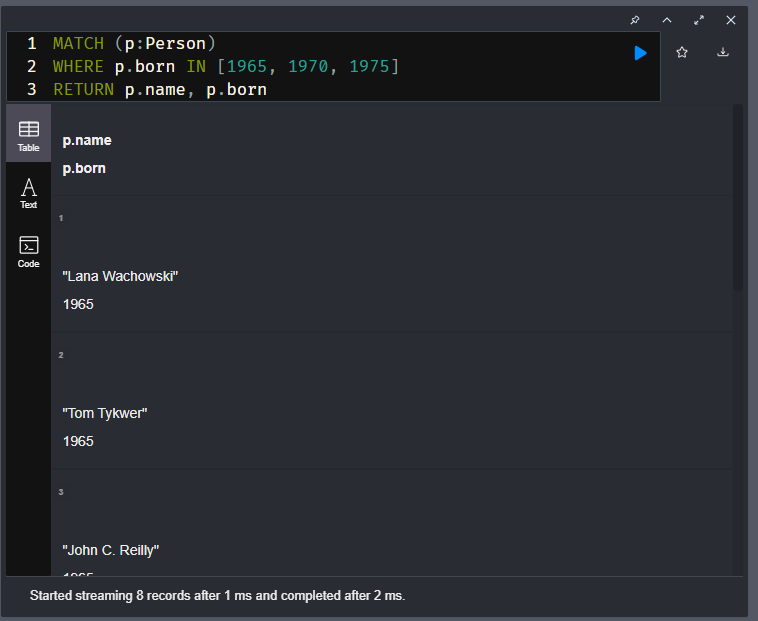 1 MATCH (p:Person)
2 WHERE p.born IN [1965, 1970, 1975]
3 RETURN p.name, p.born
Table
Text
Code
p.name
p.born
1
"Lana Wachowski"
1965
2
"Tom Tykwer"
1965
3
"John C. Reilly"
1965
Started streaming 8 records after 1 ms and completed after 2 ms.